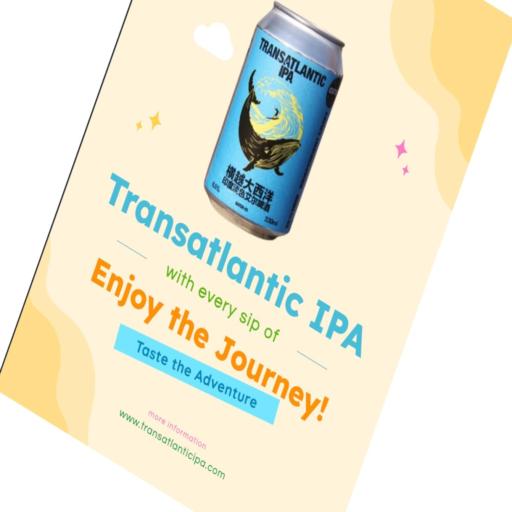 TRANSATLANTIC
IPA
横越大西洋
330ml
Transatlantic IPA
with every sip of
Enjoy the Journey!
Taste the Adventure
more information
www.transatlanticipa.com